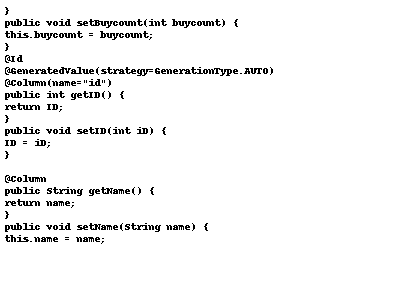 }
public void setBuycount(int buycount) {
this.buycount = buycount;
}
@Id
@GeneratedValue(strategy=GenerationType.AUTO)
@Column(name="id")
public int getID() {
return ID;
}
public void setID(int iD) {
ID = iD;
}
@Column
public String getName() {
return name;
}
public void setName(String name) {
this.name = name;